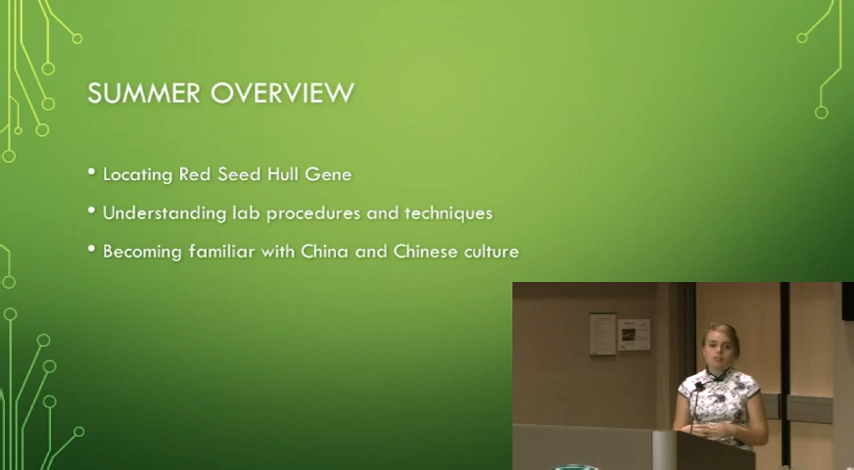 SUMMER OVERVIEW
• Locating Red Seed Hull Gene
• Understanding lab procedures and techniques
• Becoming familiar with China and Chinese culture